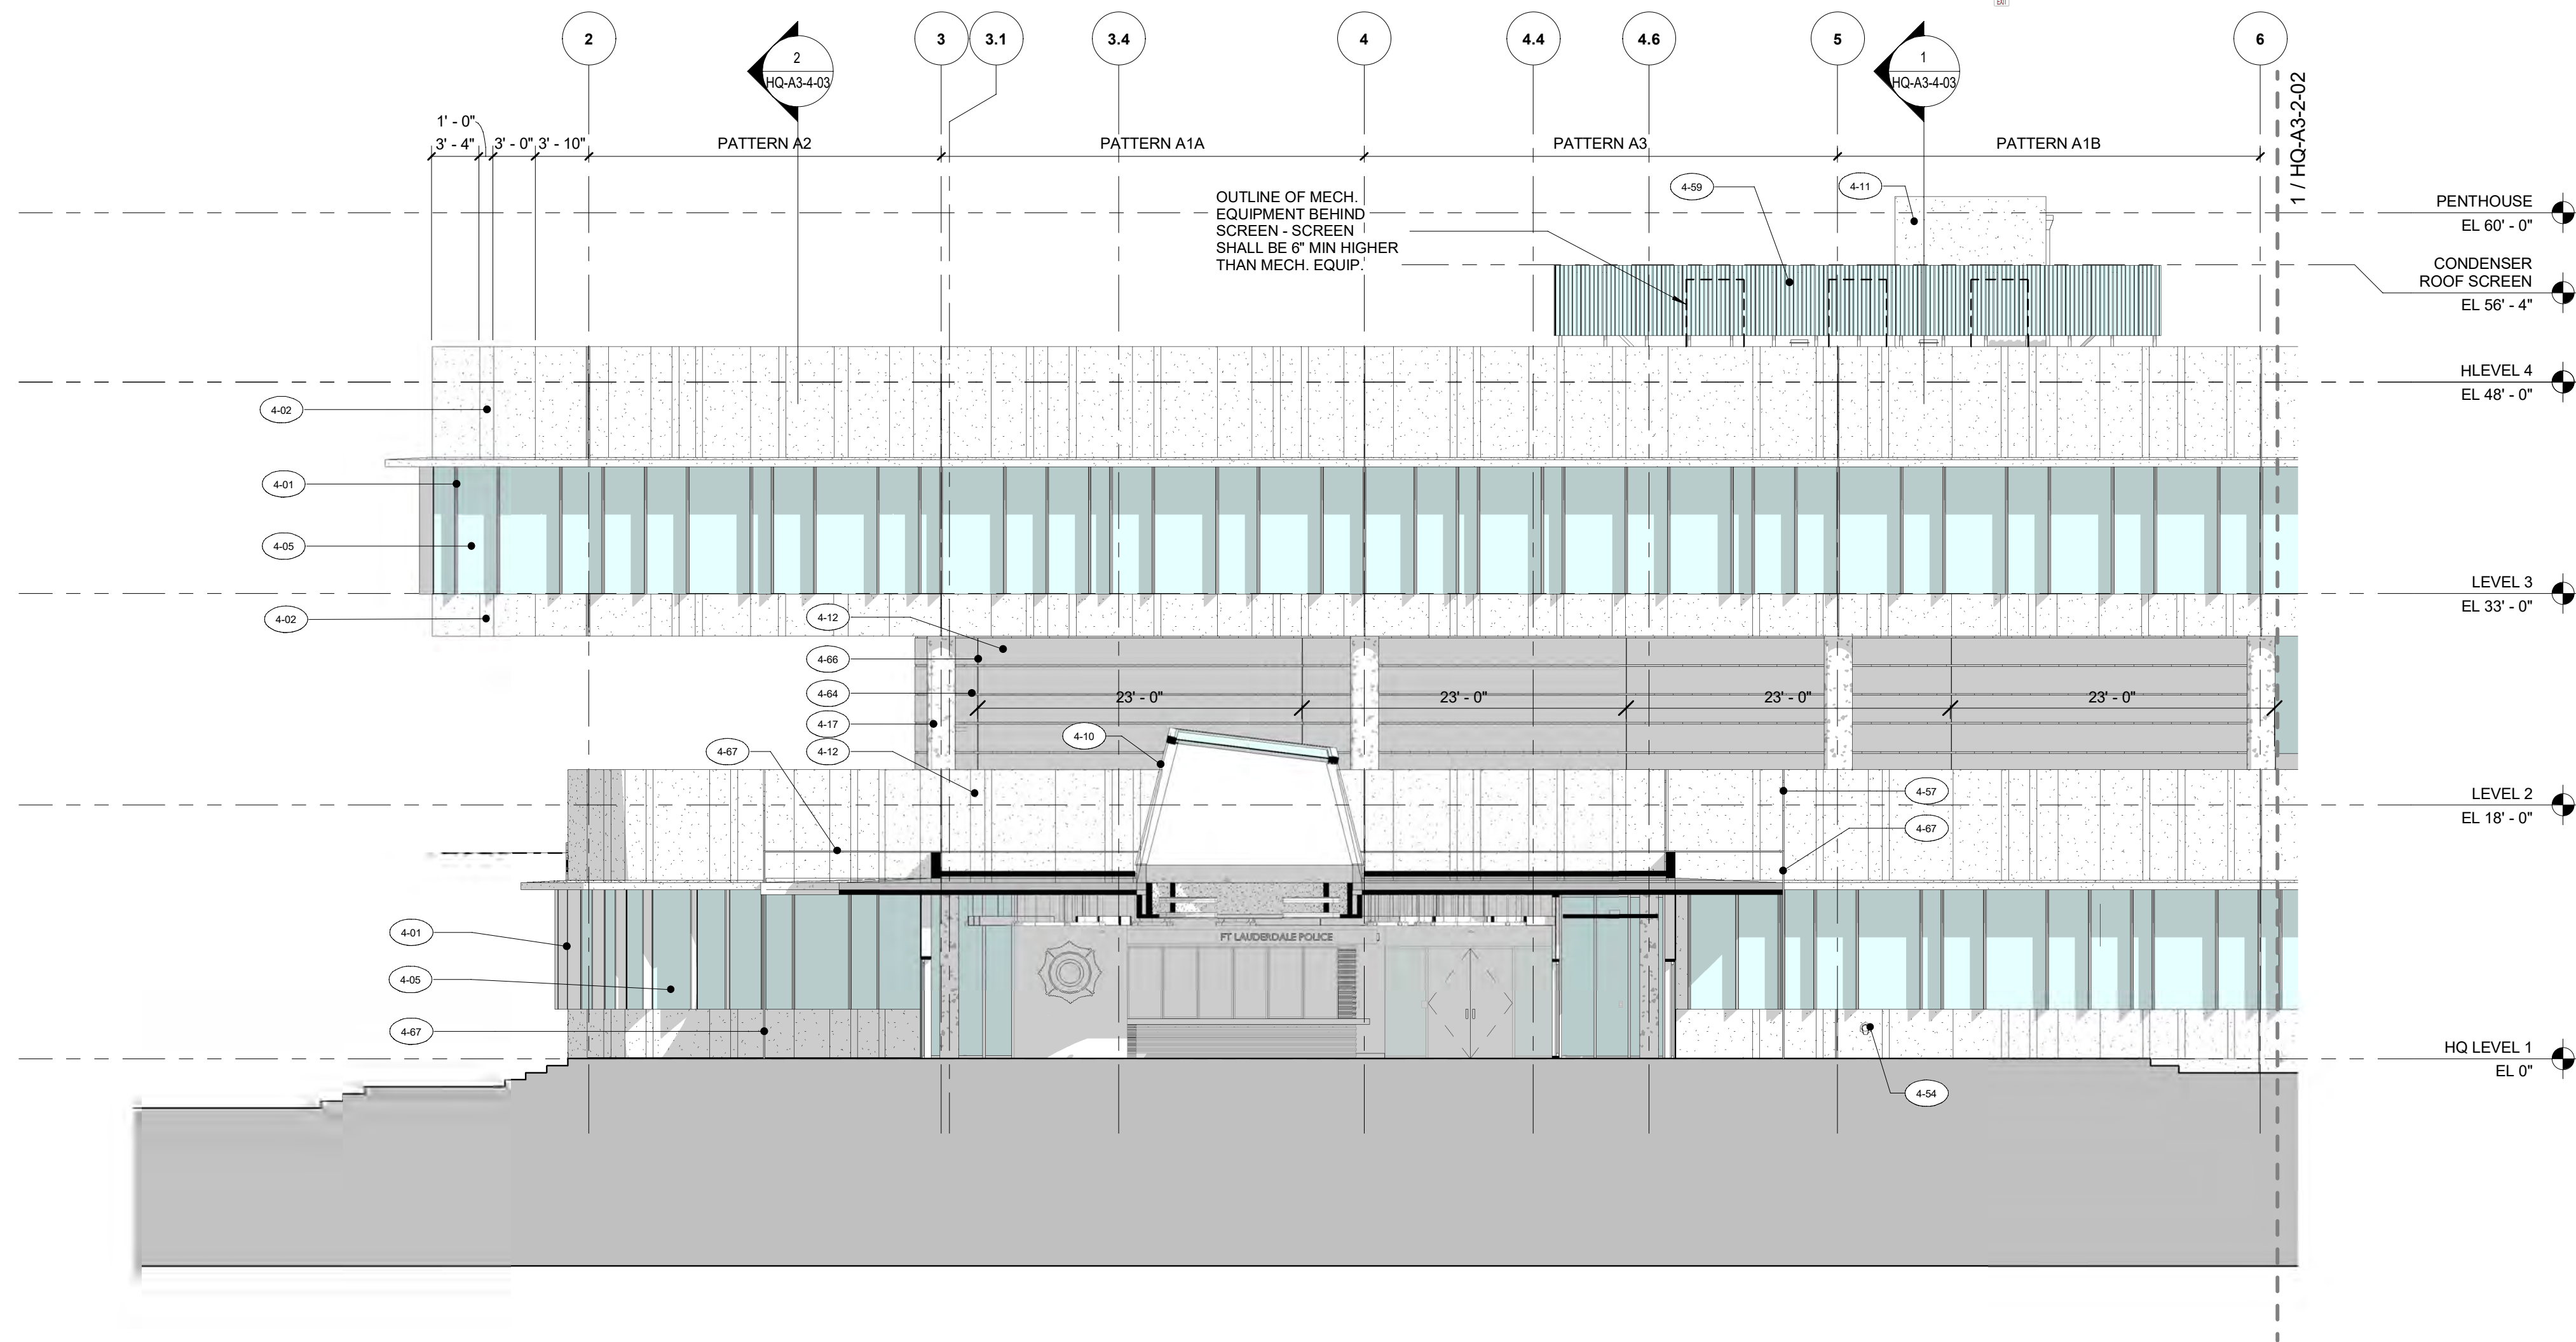 EXIT
2
3
3.1
3.4
4
4.4
4.6
5
6
2
HQ-A3-4-03
1
HQ-A3-4-03
1 / HQ-A3-2-02
1' - 0"
3' - 4"
3' - 0"
3' - 10"
PATTERN A2
PATTERN A1A
PATTERN A3
PATTERN A1B
OUTLINE OF MECH.
EQUIPMENT BEHIND
SCREEN - SCREEN
SHALL BE 6" MIN HIGHER
THAN MECH. EQUIP.
4-59
4-11
PENTHOUSE
EL 60' - 0"
CONDENSER
ROOF SCREEN
EL 56' - 4"
HLEVEL 4
EL 48' - 0"
4-02
4-01
4-05
4-02
LEVEL 3
EL 33' - 0"
4-12
4-66
4-64
4-17
4-12
4-67
4-10
23' - 0"
23' - 0"
23' - 0"
23' - 0"
4-57
4-67
LEVEL 2
EL 18' - 0"
4-01
4-05
4-67
FT LAUDERDALE POLICE
4-54
HQ LEVEL 1
EL 0"